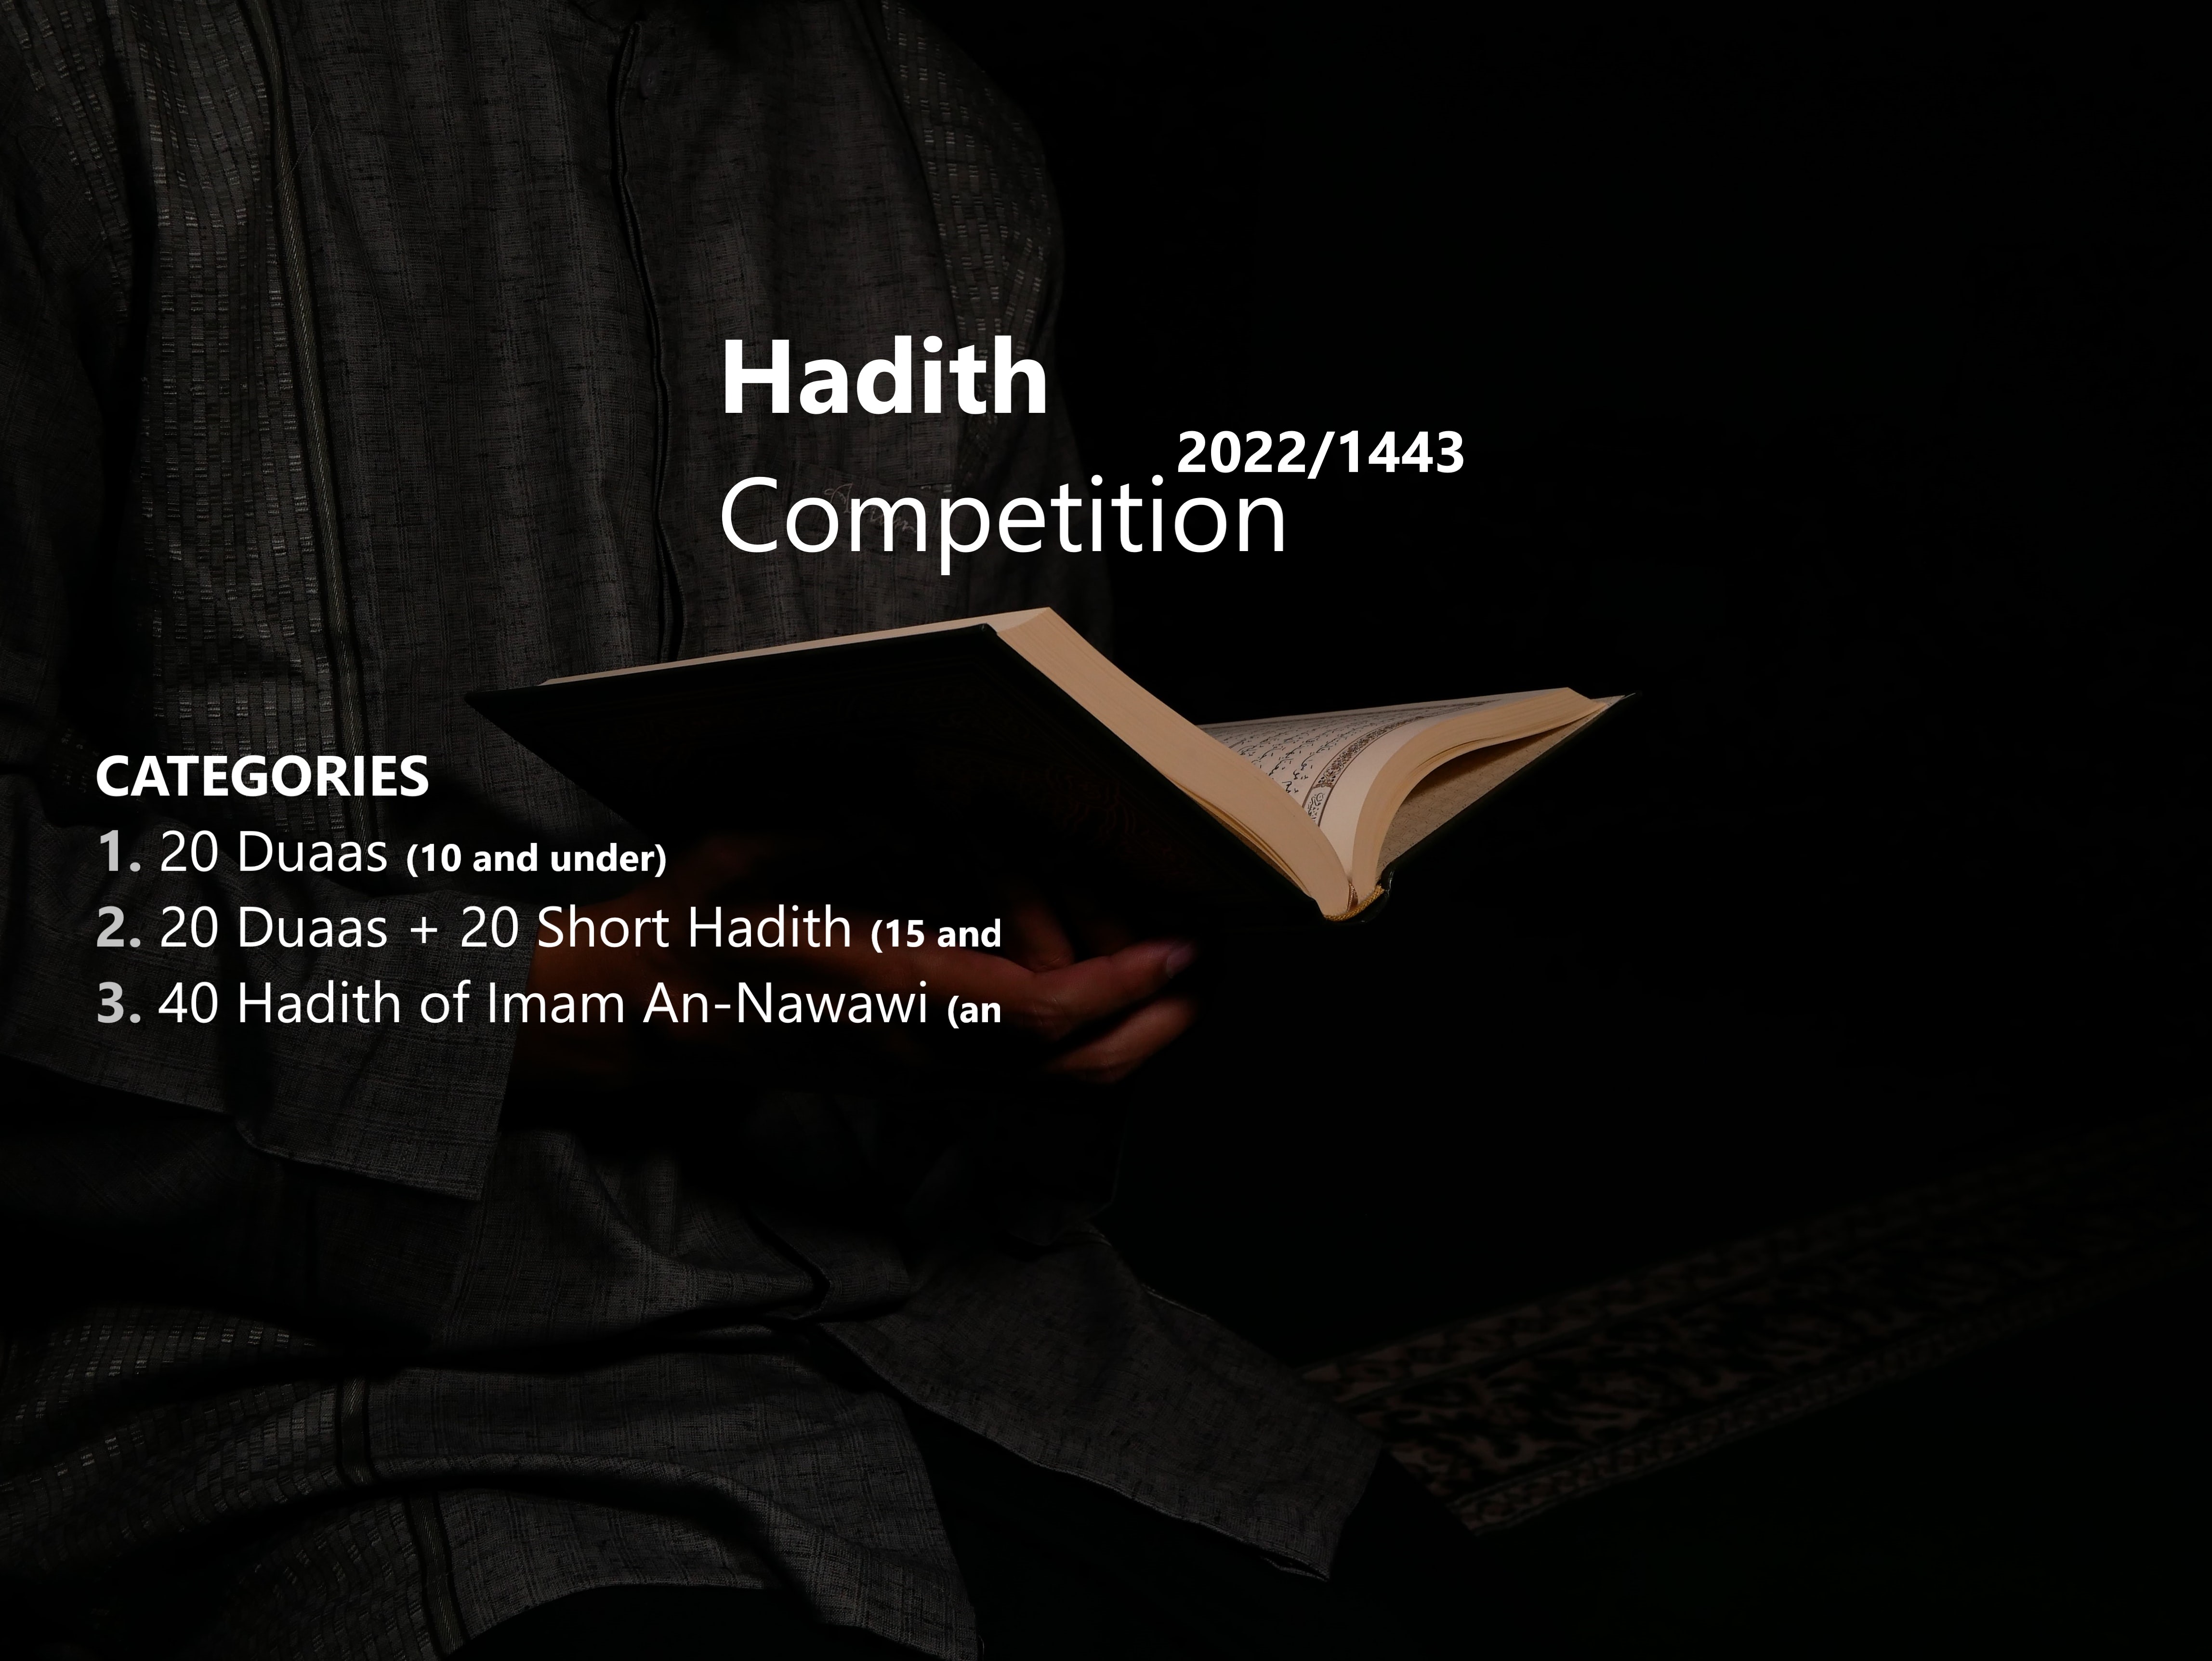 Hadith
2022/1443
Competition
CATEGORIES
1. 20 Duaas (10 and under)
2. 20 Duaas + 20 Short Hadith (15 and
3. 40 Hadith of Imam An-Nawawi (an